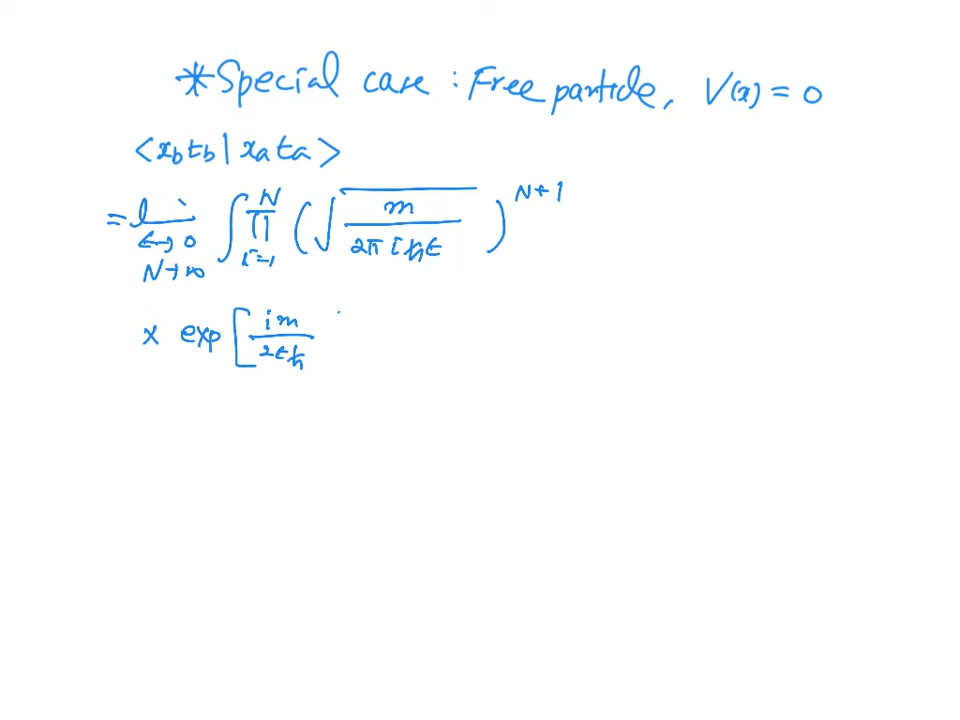 *Special case : Free particle, V(x) = 0
<x_b t_b | x_a t_a>
= lim_{ε→0, N→∞} ∫ ∏_{i=1}^{N} (√(m / 2πiħε))^{N+1}
× exp[ im / 2εħ